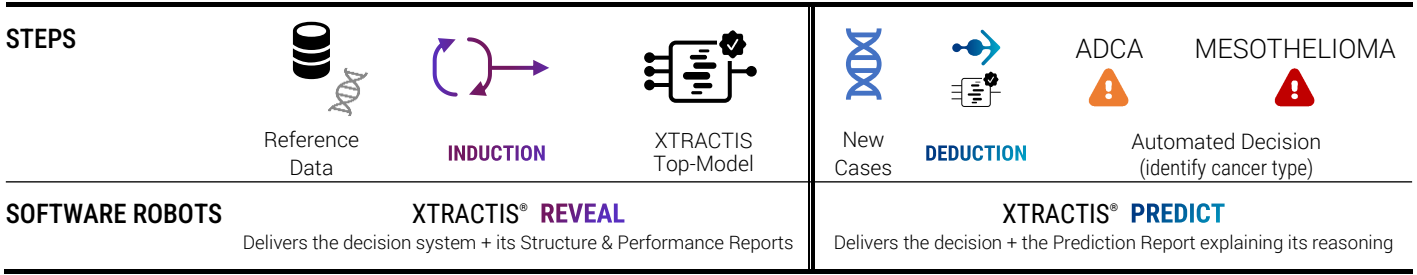 STEPS
ADCA
MESOTHELIOMA
Reference
Data
INDUCTION
XTRACTIS
Top-Model
New
Cases
DEDUCTION
Automated Decision
(identify cancer type)
SOFTWARE ROBOTS
XTRACTIS® REVEAL
Delivers the decision system + its Structure & Performance Reports
XTRACTIS® PREDICT
Delivers the decision + the Prediction Report explaining its reasoning